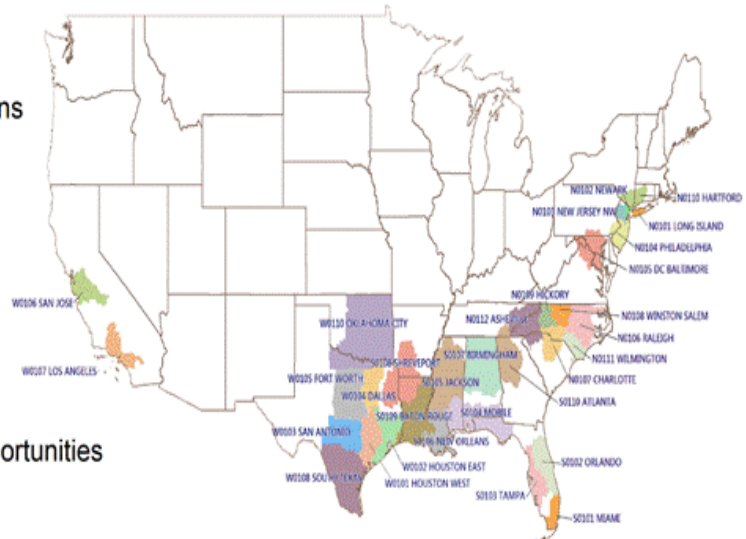 ns
ortunities
N0102 NEWARK
N0110 HARTFORD
NEW JERSEY NW
N0101 LONG ISLAND
N0104 PHILADELPHIA
N0105 DC BALTIMORE
N0109 HICKORY
N0108 WINSTON SALEM
N0112
N0106 RALEIGH
N0111 WILMINGTON
N0107 CHARLOTTE
S0110 ATLANTA
W0106 SAN JOSE
W0107 LOS ANGELES
W0110 OKLAHOMA CITY
SHREVEPORT
S0107 BIRMINGHAM
W0105 FORT WORTH
S0105 JACKSON
W0104 DALLAS
S0109 BATON ROUGE
S0104 MOBILE
W0103 SAN ANTONIO
S0106 NEW ORLEANS
W0102 HOUSTON EAST
W0108 SOUTH TEXAS
W0101 HOUSTON WEST
S0102 ORLANDO
S0103 TAMPA
S0101 MIAMI